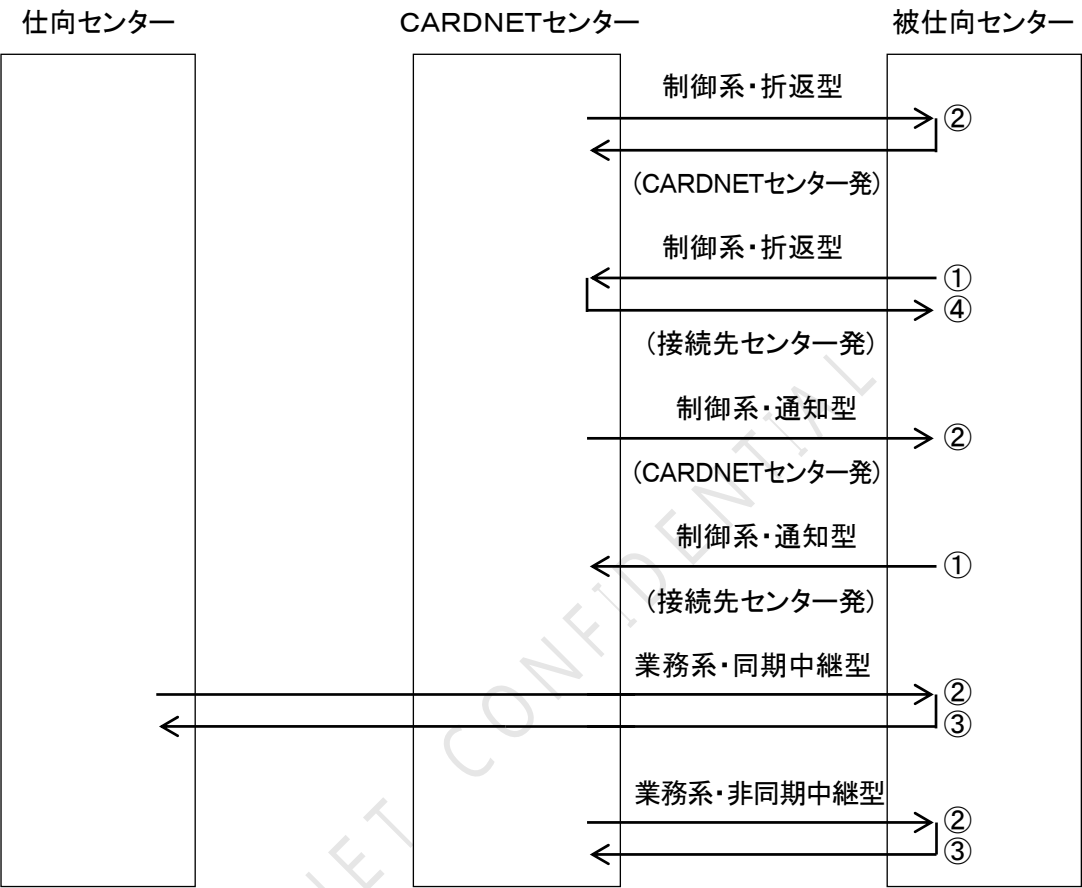 仕向センター
CARDNETセンター
被仕向センター
制御系・折返型
②
(CARDNETセンター発)
制御系・折返型
①
④
(接続先センター発)
制御系・通知型
②
(CARDNETセンター発)
制御系・通知型
①
(接続先センター発)
業務系・同期中継型
②
③
業務系・非同期中継型
②
③
NET CONFIDENTIAL